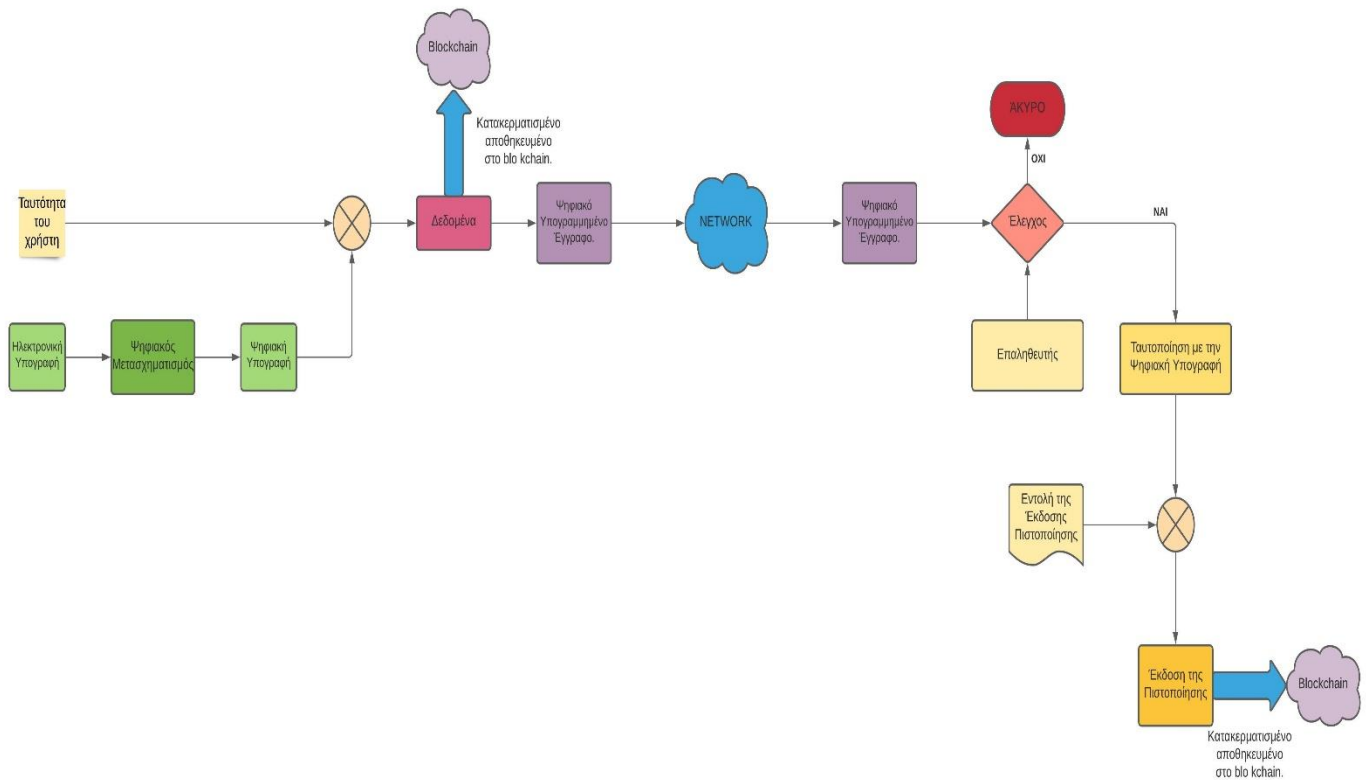 Blockchain
Κατακερματισμένο
αποθηκευμένο
στο blo kchain.
ΆΚΥΡΟ
ΟΧΙ
Ταυτότητα
του
χρήστη
Δεδομένα
Ψηφιακό
Υπογραμμημένο
Έγγραφο.
NETWORK
Ψηφιακό
Υπογραμμημένο
Έγγραφο.
Έλεγχος
ΝΑΙ
Ηλεκτρονική
Υπογραφή
Ψηφιακός
Μετασχηματισμός
Ψηφιακή
Υπογραφή
Επαληθευτής
Ταυτοποίηση με την
Ψηφιακή Υπογραφή
Εντολή της
Έκδοσης
Πιστοποίησης
Έκδοση της
Πιστοποίησης
Blockchain
Κατακερματισμένο
αποθηκευμένο
στο blo kchain.